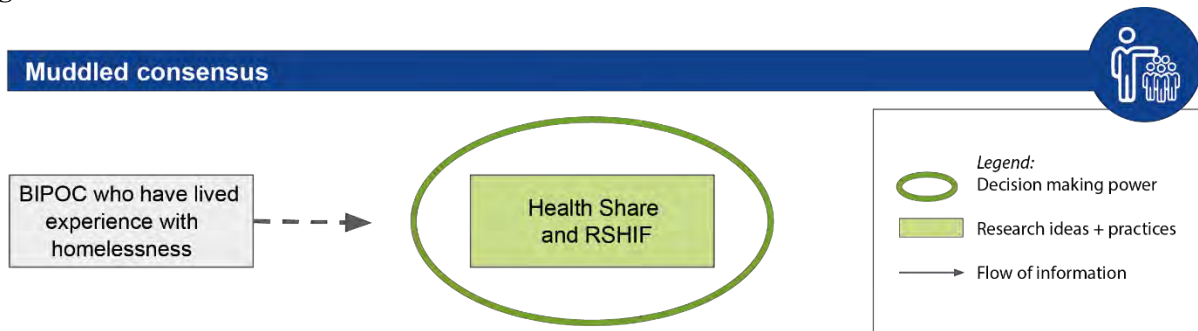 Muddled consensus
BIPOC who have lived
experience with
homelessness
Health Share
and RSHIF
Legend:
Decision making power
Research ideas + practices
Flow of information